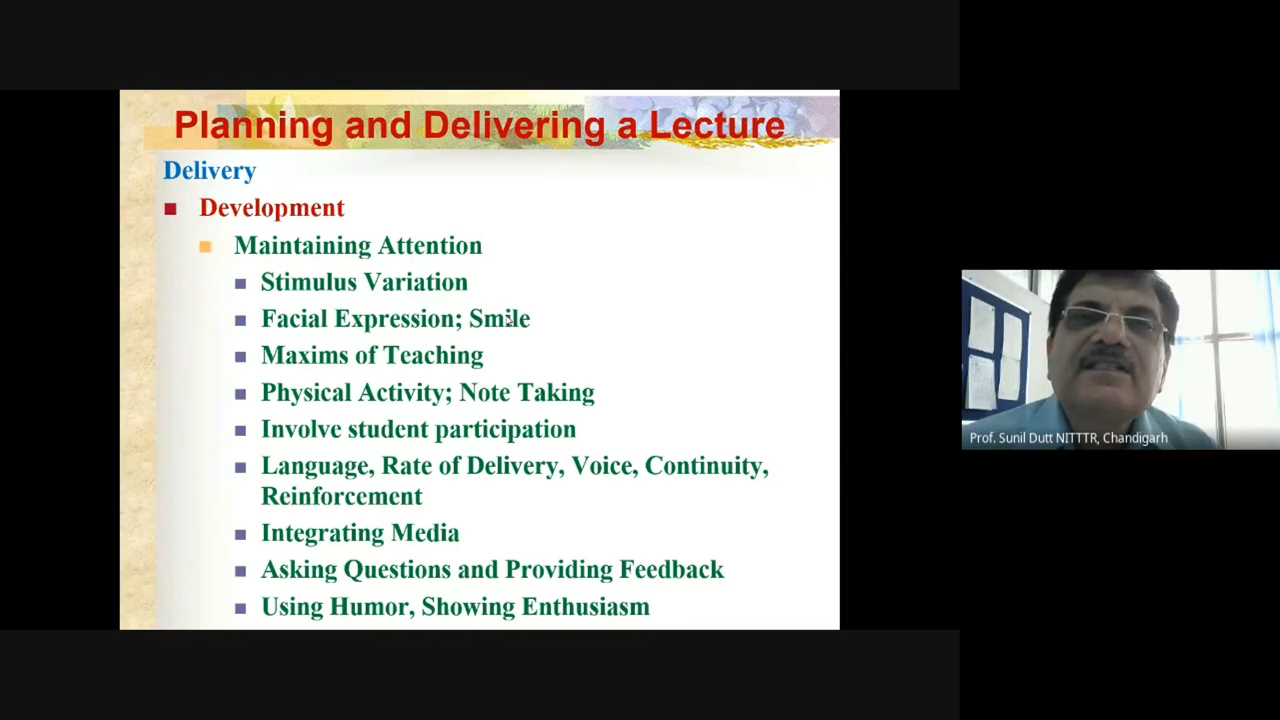 Planning and Delivering a Lecture
Delivery
Development
Maintaining Attention
Stimulus Variation
Facial Expression; Smile
Maxims of Teaching
Physical Activity; Note Taking
Involve student participation
Language, Rate of Delivery, Voice, Continuity,
Reinforcement
Integrating Media
Asking Questions and Providing Feedback
Using Humor, Showing Enthusiasm
Prof. Sunil Dutt NITTTR, Chandigarh